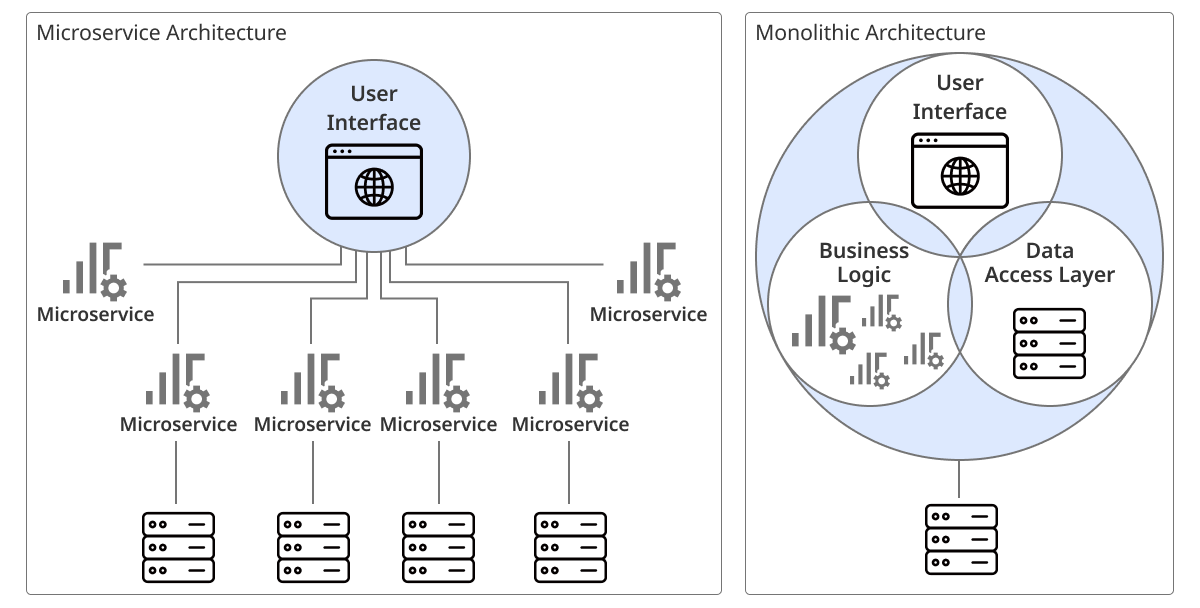 Microservice Architecture
User
Interface
Microservice
Microservice
Microservice
Microservice
Microservice
Microservice
Monolithic Architecture
User
Interface
Business
Logic
Data
Access Layer